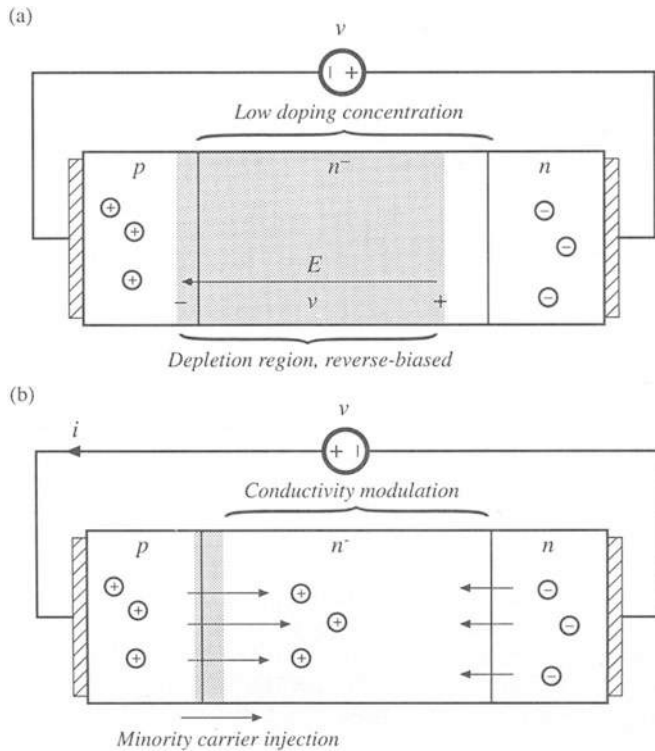 (a)
v
Low doping concentration
p n⁻ n
E
− v +
Depletion region, reverse-biased
(b)
v
i
Conductivity modulation
p n⁻ n
Minority carrier injection